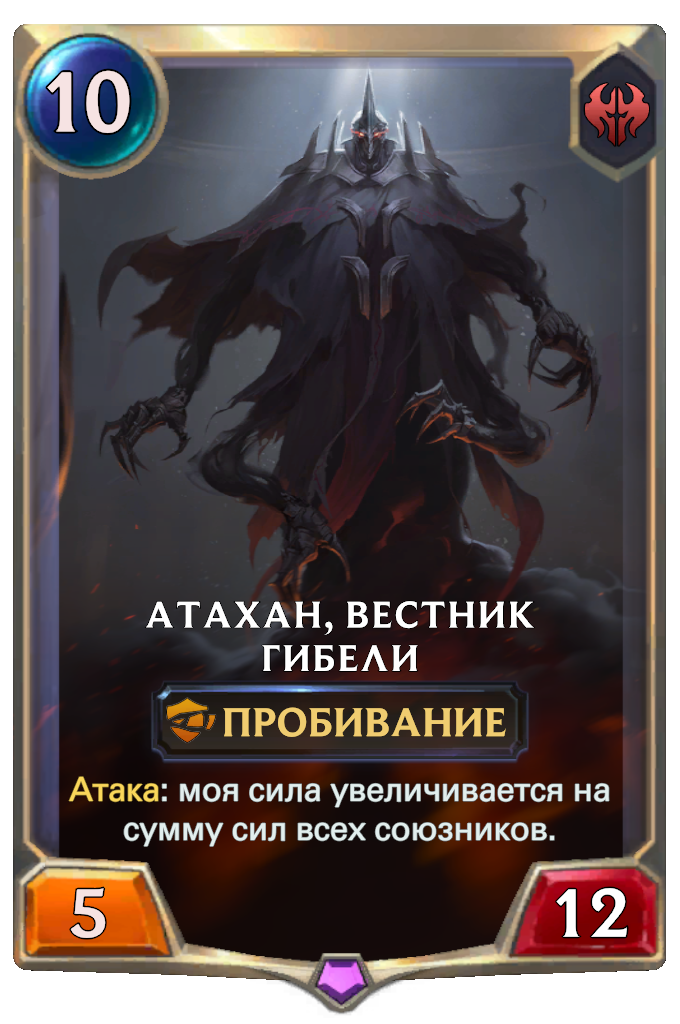 10
АТАХАН, ВЕСТНИК
ГИБЕЛИ
ПРОБИВАНИЕ
Атака: моя сила увеличивается на
сумму сил всех союзников.
5
12